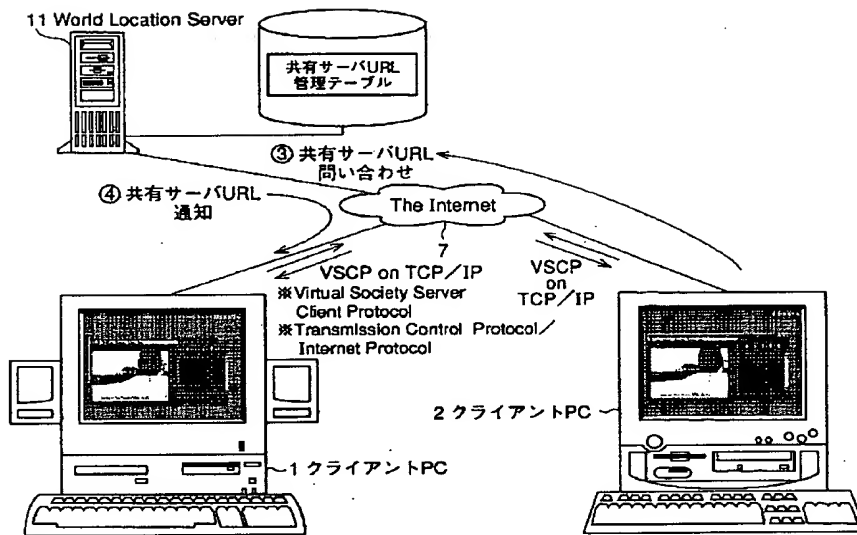 11 World Location Server
共有サーバURL
管理テーブル
③ 共有サーバURL
問い合わせ
④ 共有サーバURL
通知
The Internet
7
VSCP on TCP/IP
※Virtual Society Server
Client Protocol
※Transmission Control Protocol/
Internet Protocol
VSCP
on
TCP/IP
2 クライアントPC
1 クライアントPC